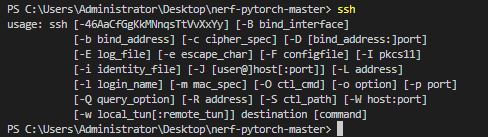 PS C:\Users\Administrator\Desktop\nerf-pytorch-master> ssh
usage: ssh [-46AaCfGgKkMNnqsTtVvXxYy] [-B bind_interface]
[-b bind_address] [-c cipher_spec] [-D [bind_address:]port]
[-E log_file] [-e escape_char] [-F configfile] [-I pkcs11]
[-i identity_file] [-J [user@]host[:port]] [-L address]
[-l login_name] [-m mac_spec] [-O ctl_cmd] [-o option] [-p port]
[-Q query_option] [-R address] [-S ctl_path] [-W host:port]
[-w local_tun[:remote_tun]] destination [command]
PS C:\Users\Administrator\Desktop\nerf-pytorch-master>